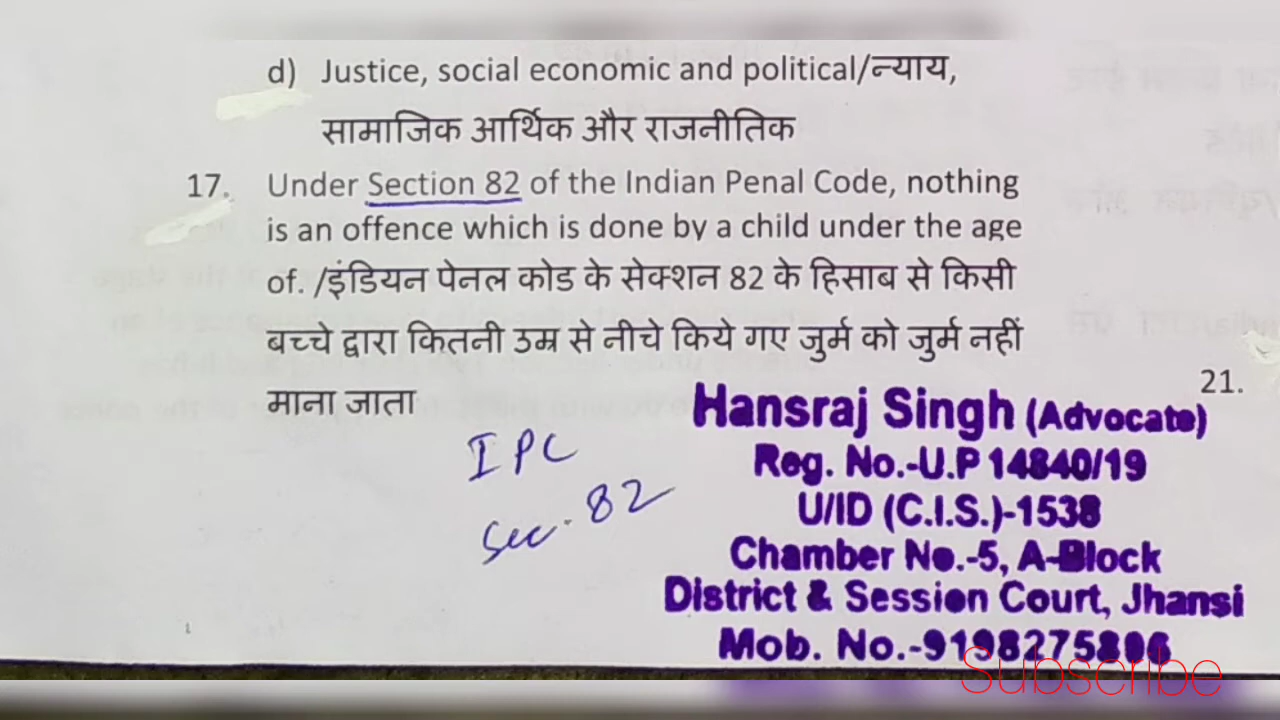 d) Justice, social economic and political/न्याय,
सामाजिक आर्थिक और राजनीतिक
17. Under Section 82 of the Indian Penal Code, nothing
is an offence which is done by a child under the age
of. /इंडियन पेनल कोड के सेक्शन 82 के हिसाब से किसी
बच्चे द्वारा कितनी उम्र से नीचे किये गए जुर्म को जुर्म नहीं
माना जाता
21.
IPC
Sec. 82
Hansraj Singh (Advocate)
Reg. No.-U.P 14840/19
U/ID (C.I.S.)-1538
Chamber No.-5, A-Block
District & Session Court, Jhansi
Mob. No.-9198275806
Subscribe